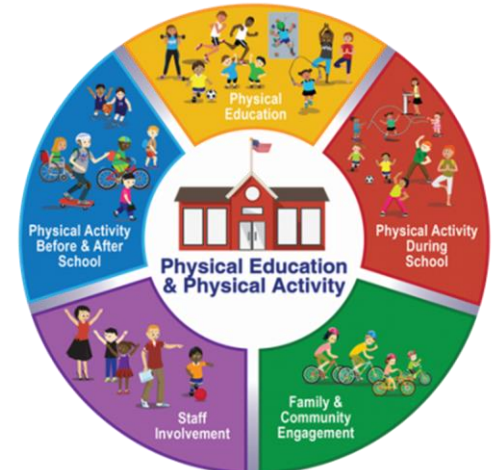 Physical
Education
Physical Activity
Before & After
School
Physical Activity
During
School
Physical Education
& Physical Activity
Staff
Involvement
Family &
Community
Engagement